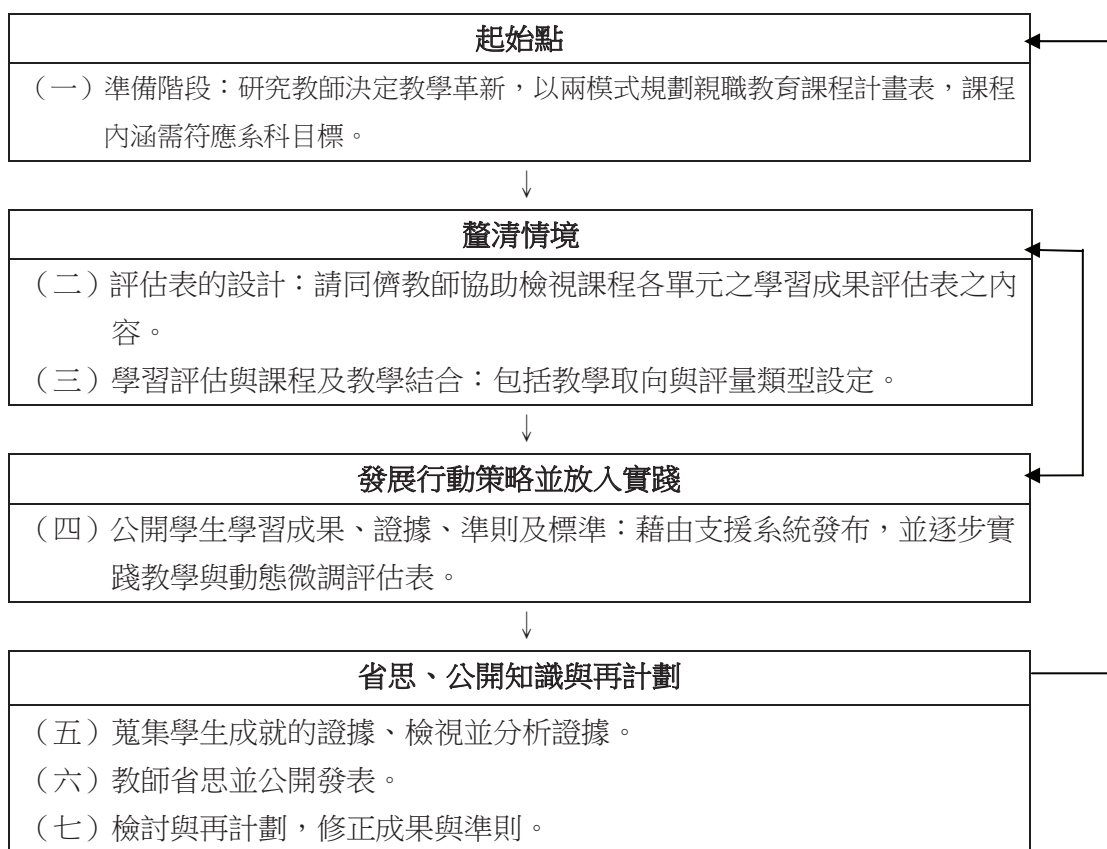 起始點
（一）準備階段：研究教師決定教學革新，以兩模式規劃親職教育課程計畫表，課程
內涵需符應系科目標。
↓
釐清情境
（二）評估表的設計：請同儕教師協助檢視課程各單元之學習成果評估表之內
容。
（三）學習評估與課程及教學結合：包括教學取向與評量類型設定。
↓
發展行動策略並放入實踐
（四）公開學生學習成果、證據、準則及標準：藉由支援系統發布，並逐步實
踐教學與動態微調評估表。
↓
省思、公開知識與再計劃
（五）蒐集學生成就的證據、檢視並分析證據。
（六）教師省思並公開發表。
（七）檢討與再計劃，修正成果與準則。